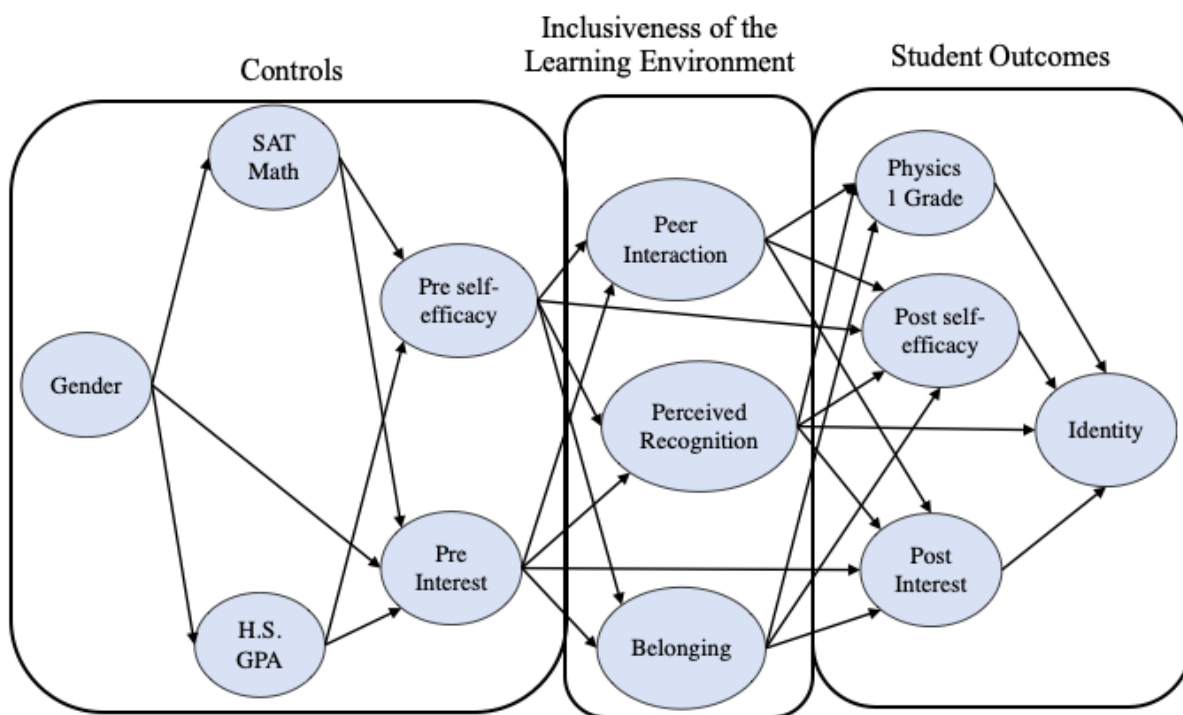 Controls
Inclusiveness of the
Learning Environment
Student Outcomes
SAT
Math
Pre self-
efficacy
Gender
Pre
Interest
H.S.
GPA
Peer
Interaction
Perceived
Recognition
Belonging
Physics
1 Grade
Post self-
efficacy
Identity
Post
Interest